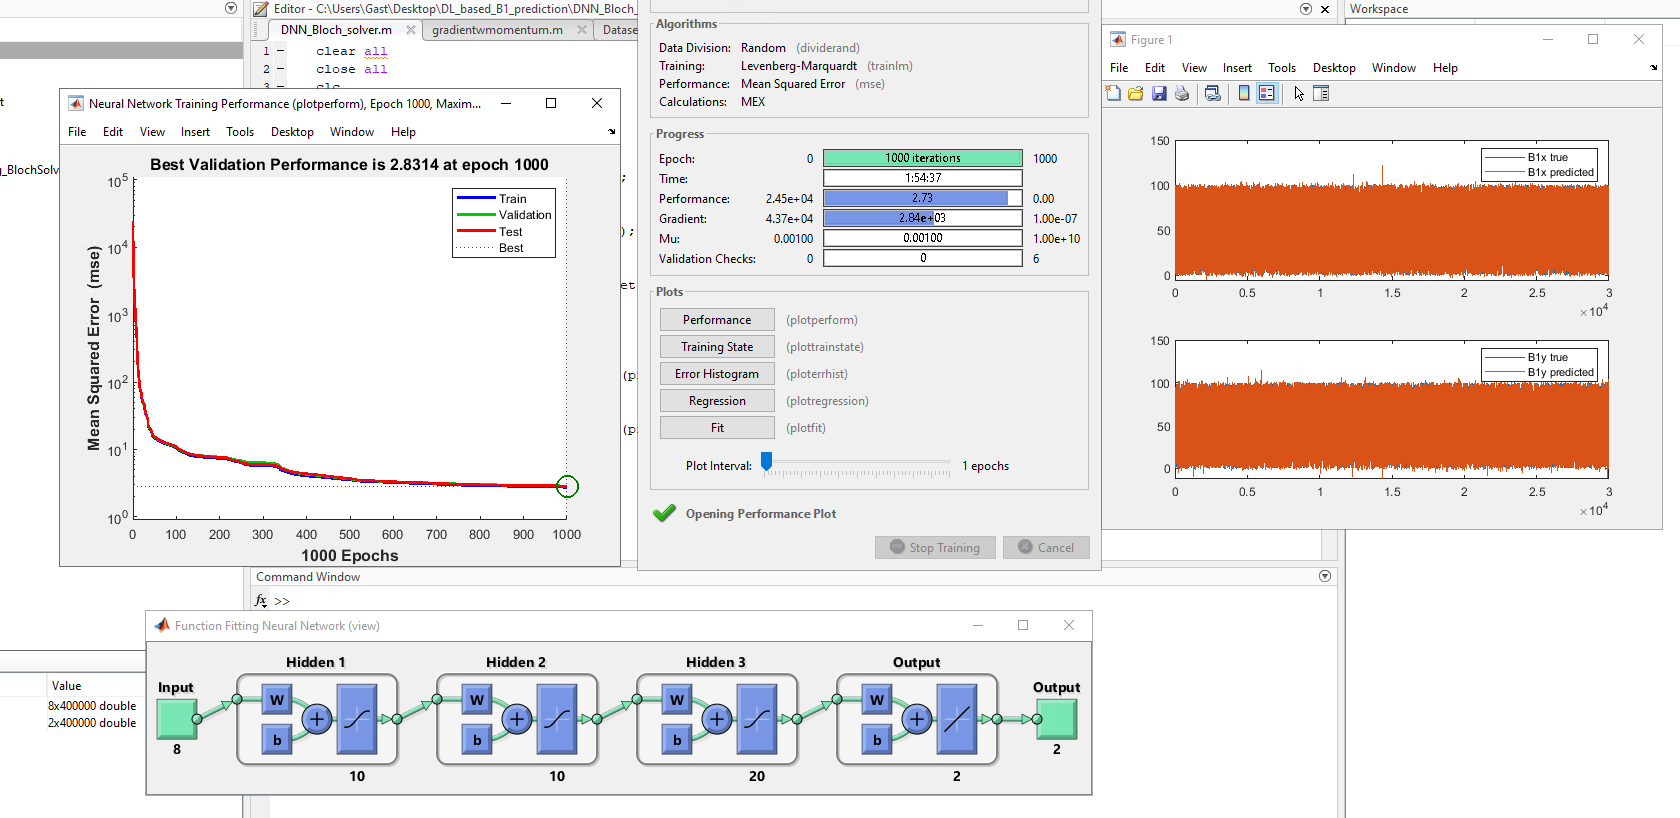 Editor - C:\Users\Gast\Desktop\DL_based_B1_prediction\DNN_Bloch_
Workspace
DNN_Bloch_solver.m
gradientwmomentum.m
Datase
1 - clear all
2 - close all
3 - clc
t
g_BlochSolv
Value
8x400000 double
2x400000 double
Neural Network Training Performance (plotperform), Epoch 1000, Maxim...
File Edit View Insert Tools Desktop Window Help
Best Validation Performance is 2.8314 at epoch 1000
Mean Squared Error (mse)
10^5
10^4
10^3
10^2
10^1
10^0
Train
Validation
Test
Best
0 100 200 300 400 500 600 700 800 900 1000
1000 Epochs
;
);
et
(p
(p
Algorithms
Data Division: Random (dividerand)
Training: Levenberg-Marquardt (trainlm)
Performance: Mean Squared Error (mse)
Calculations: MEX
Progress
Epoch: 0 1000 iterations 1000
Time: 1:54:37
Performance: 2.45e+04 2.73 0.00
Gradient: 4.37e+04 2.84e+03 1.00e-07
Mu: 0.00100 0.00100 1.00e+10
Validation Checks: 0 0 6
Plots
Performance (plotperform)
Training State (plottrainstate)
Error Histogram (ploterrhist)
Regression (plotregression)
Fit (plotfit)
Plot Interval: 1 epochs
Opening Performance Plot
Stop Training Cancel
Figure 1
File Edit View Insert Tools Desktop Window Help
150
100
50
0
B1x true
B1x predicted
0 0.5 1 1.5 2 2.5 3
×10^4
150
100
50
0
B1y true
B1y predicted
0 0.5 1 1.5 2 2.5 3
×10^4
Command Window
fx >>
Function Fitting Neural Network (view)
Hidden 1 Hidden 2 Hidden 3 Output
Input
W W W W
Output
+ + + +
b b b b
8
2
10 10 20 2